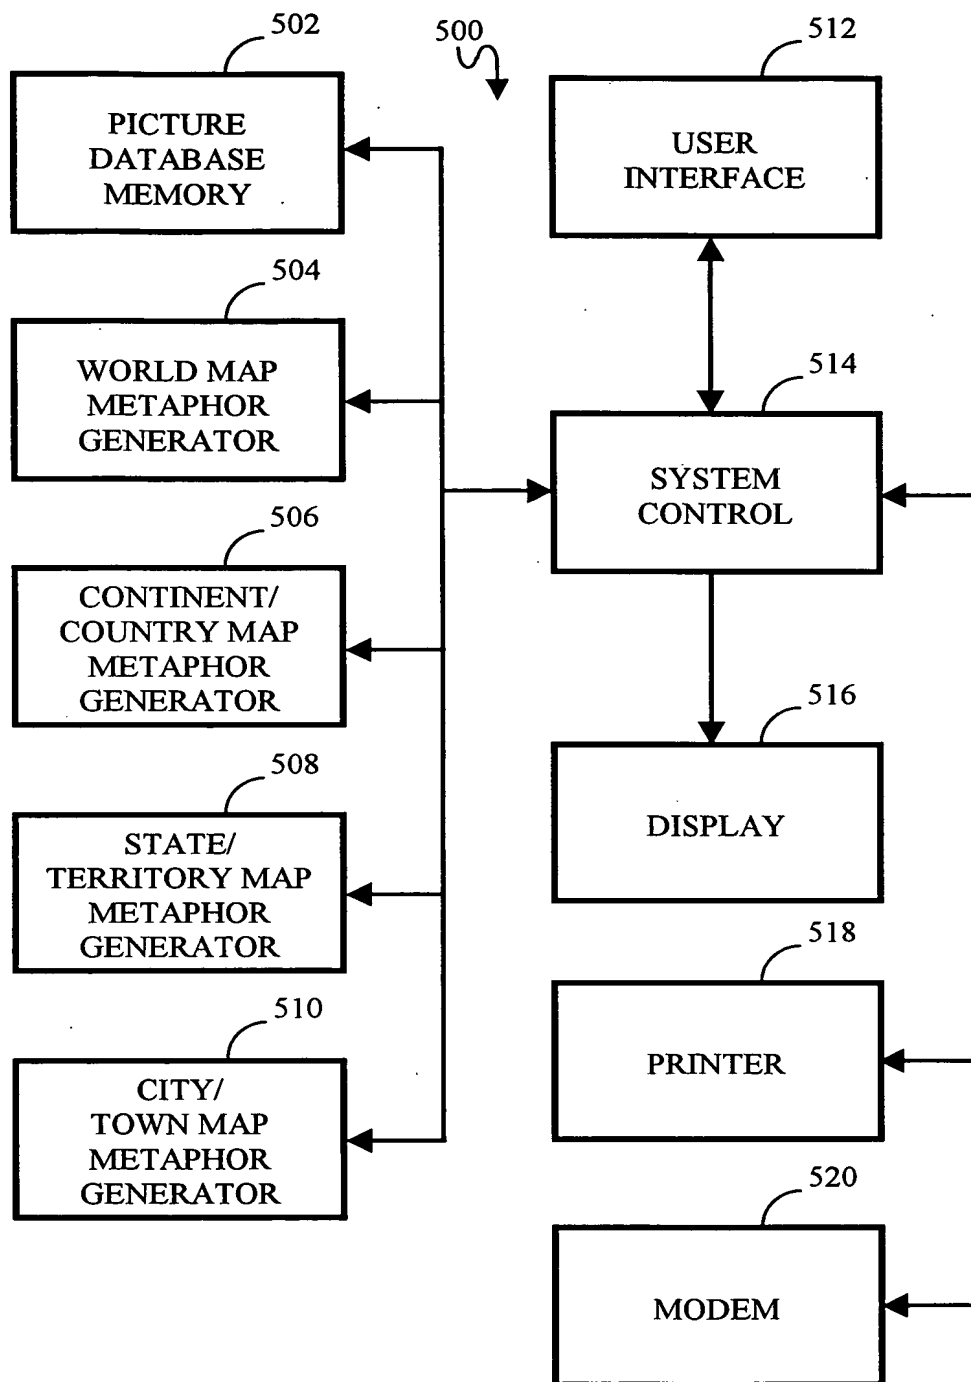 502
PICTURE
DATABASE
MEMORY
504
WORLD MAP
METAPHOR
GENERATOR
506
CONTINENT/
COUNTRY MAP
METAPHOR
GENERATOR
508
STATE/
TERRITORY MAP
METAPHOR
GENERATOR
510
CITY/
TOWN MAP
METAPHOR
GENERATOR
500
512
USER
INTERFACE
514
SYSTEM
CONTROL
516
DISPLAY
518
PRINTER
520
MODEM